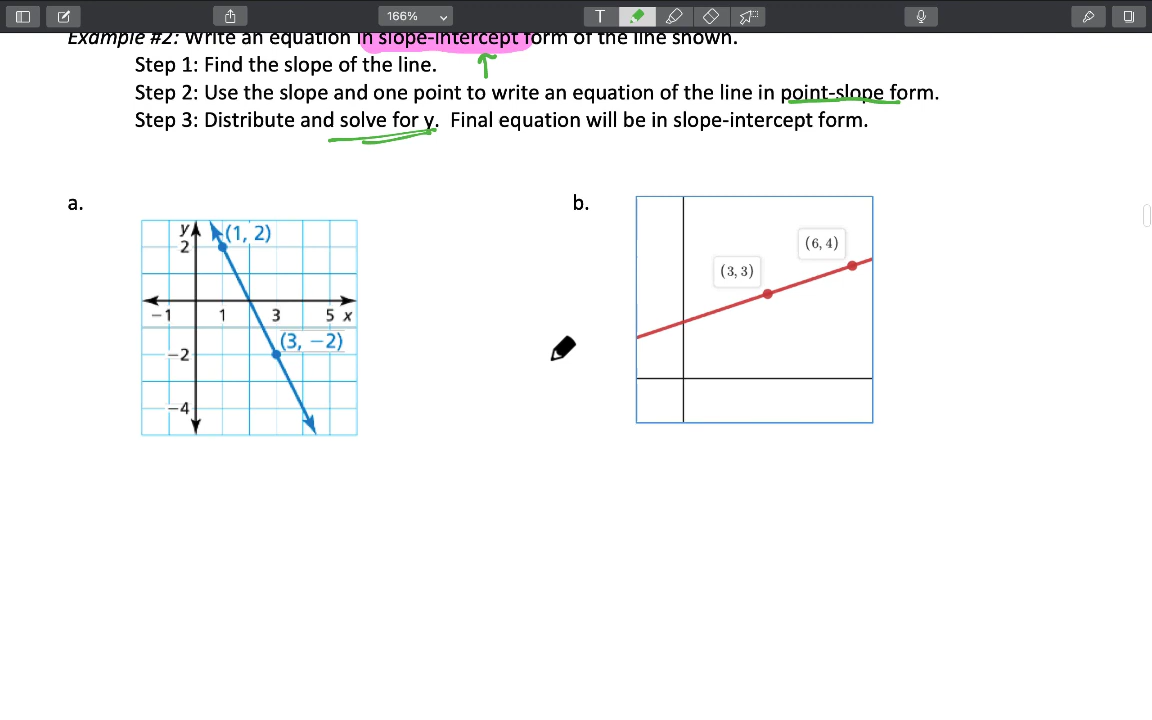 166%
T
Example #2: Write an equation in slope-intercept form of the line shown.
Step 1: Find the slope of the line.
Step 2: Use the slope and one point to write an equation of the line in point-slope form.
Step 3: Distribute and solve for y.  Final equation will be in slope-intercept form.
a.
b.
y
(1, 2)
2
−1
1
3
5 x
(3, −2)
−2
−4
(6, 4)
(3, 3)